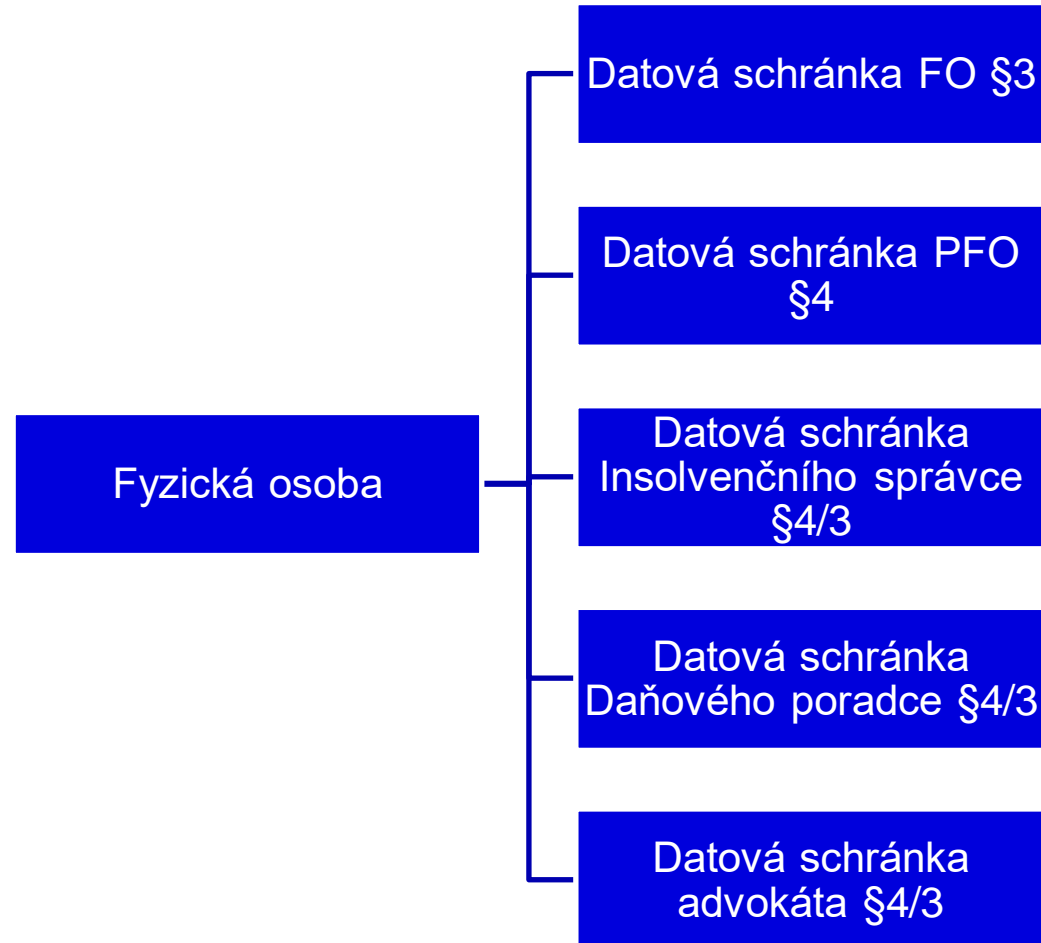 Datová schránka FO §3
Datová schránka PFO
§4
Fyzická osoba
Datová schránka
Insolvenčního správce
§4/3
Datová schránka
Daňového poradce §4/3
Datová schránka
advokáta §4/3